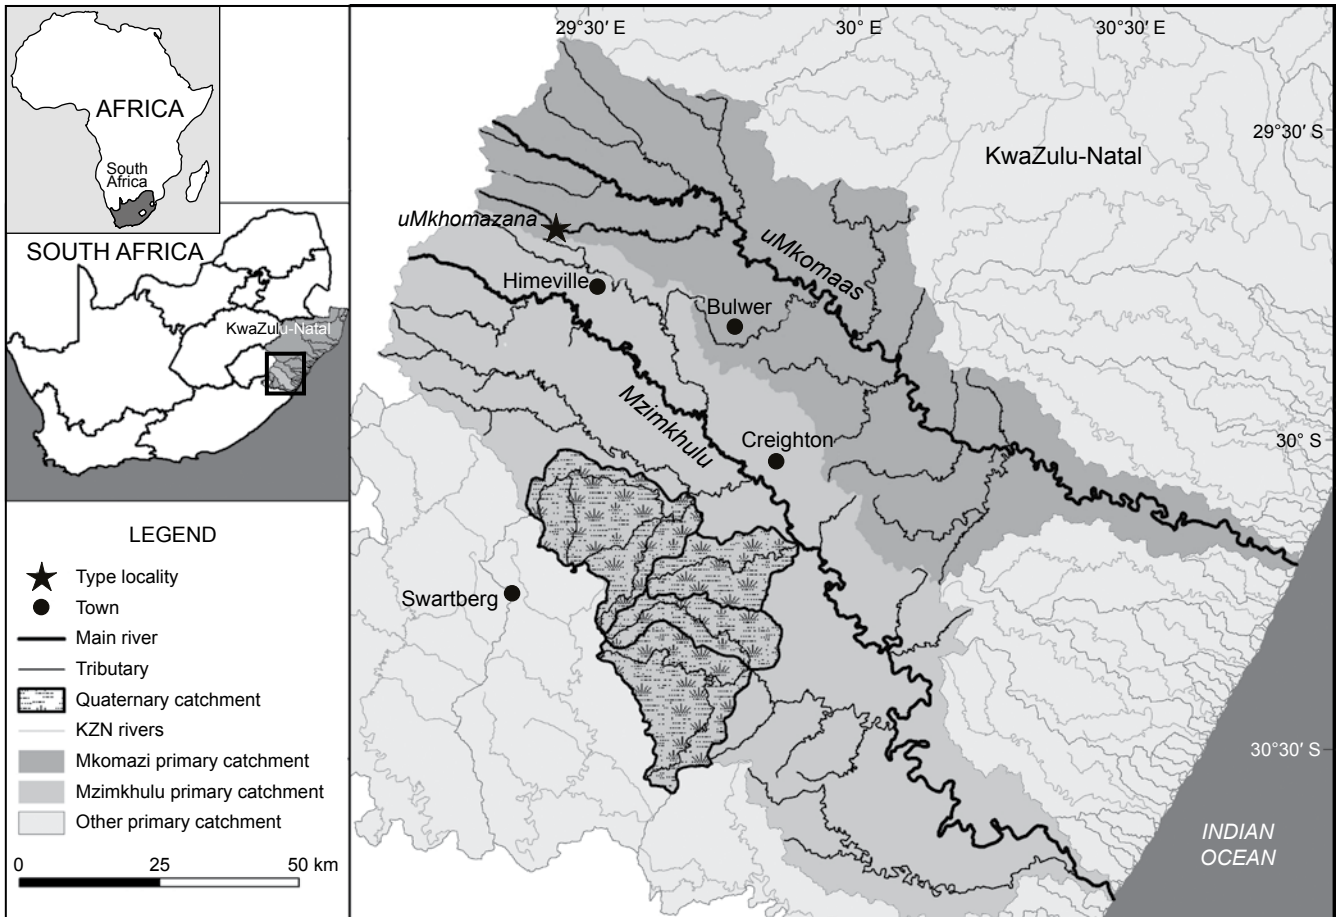 29°30′ E
30° E
30°30′ E
AFRICA
South
Africa
29°30′ S
KwaZulu-Natal
uMkhomazana
uMkomaas
SOUTH AFRICA
Himeville
Bulwer
KwaZulu-Natal
Mzimkhulu
Creighton
30° S
LEGEND
Type locality
Town
Swartberg
Main river
Tributary
Quaternary catchment
KZN rivers
Mkomazi primary catchment
30°30′ S
Mzimkhulu primary catchment
Other primary catchment
INDIAN
OCEAN
0 25 50 km